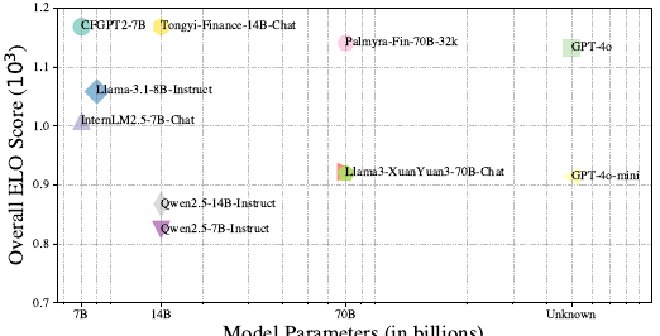 1.2
CFGPT2-7B
Tongyi-Finance-14B-Chat
Palmyra-Fin-70B-32k
GPT-4o
1.1
Llama-3.1-8B-Instruct
InternLM2.5-7B-Chat
1.0
Llama3-XuanYuan3-70B-Chat
GPT-4o-mini
0.9
Qwen2.5-14B-Instruct
Qwen2.5-7B-Instruct
0.8
0.7
Overall ELO Score (10³)
7B 14B 70B Unknown
Model Parameters (in billions)